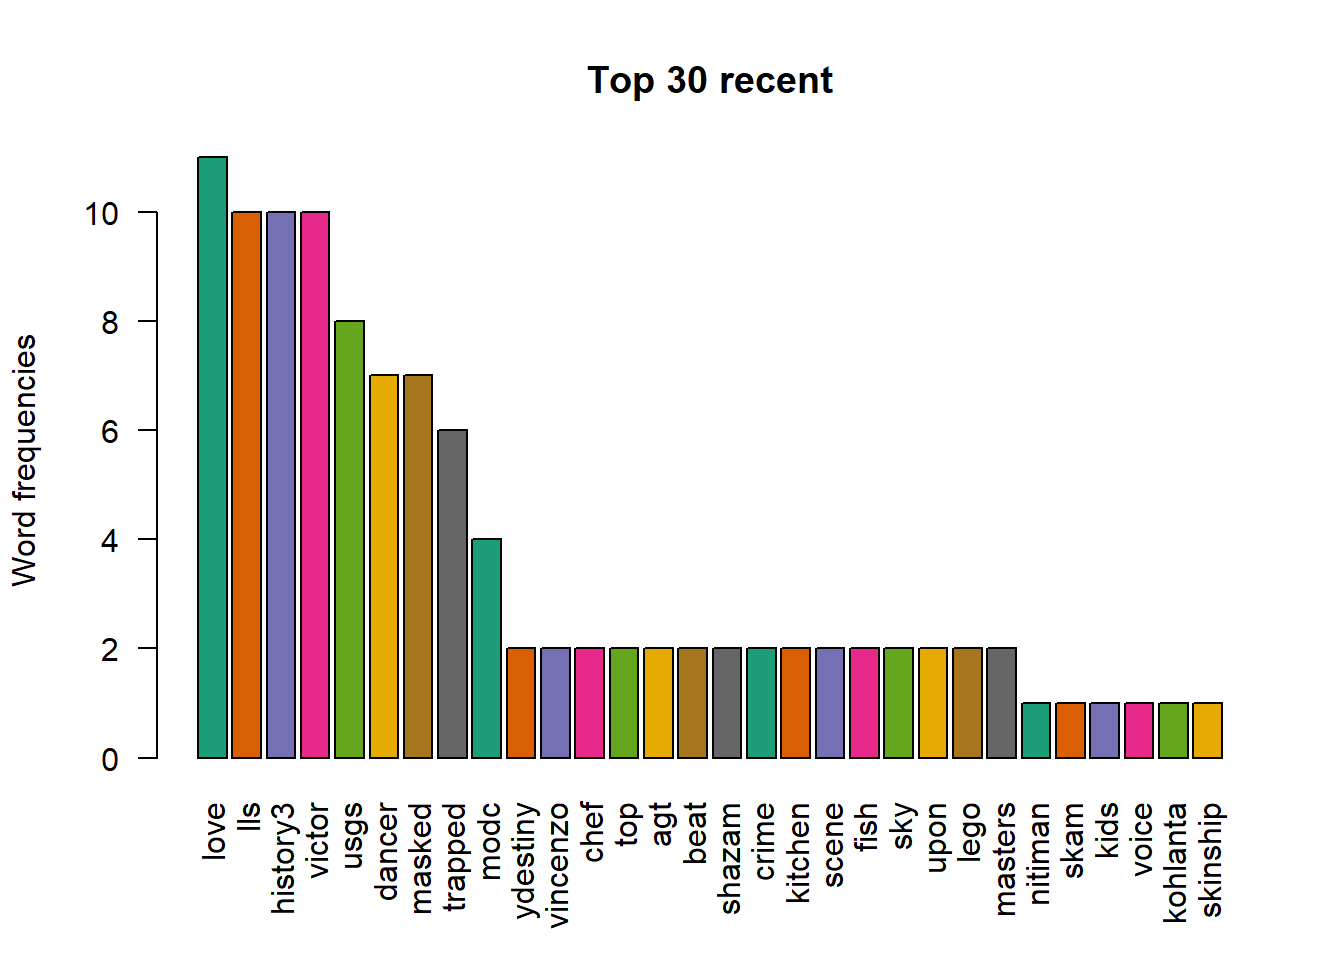 Top 30 recent
Word frequencies
10
8
6
4
2
0
love
lls
history3
victor
usgs
dancer
masked
trapped
modc
ydestiny
vincenzo
chef
top
agt
beat
shazam
crime
kitchen
scene
fish
sky
upon
lego
masters
nitiman
skam
kids
voice
kohlanta
skinship